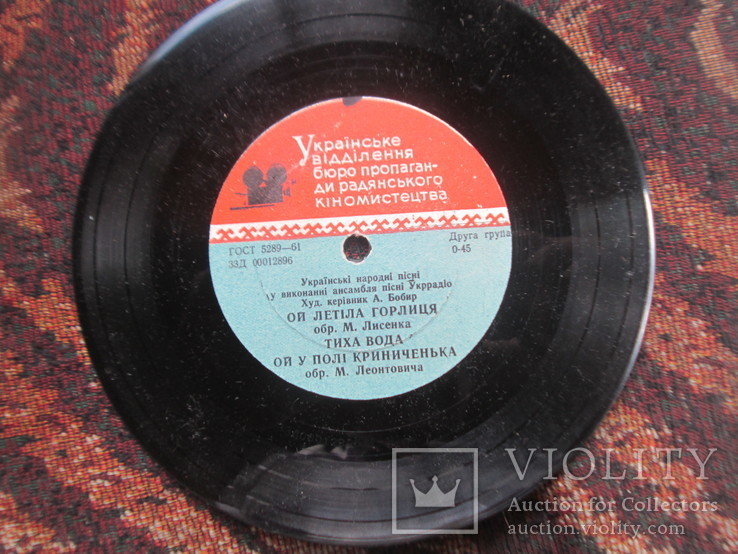 Українське
відділення
бюро пропаган-
ди радянського
кіномистецтва
ГОСТ 5289—61
33Д 00012896
Друга група
0-45
Українські народні пісні
у виконанні ансамбля пісні Укррадіо
Худ. керівник А. Бобир
ОЙ ЛЕТІЛА ГОРЛИЦЯ
обр. М. Лисенка
ТИХА ВОДА
ОЙ У ПОЛІ КРИНИЧЕНЬКА
обр. М. Леонтовича
VIOLITY
Auction for Collectors
auction.violity.com